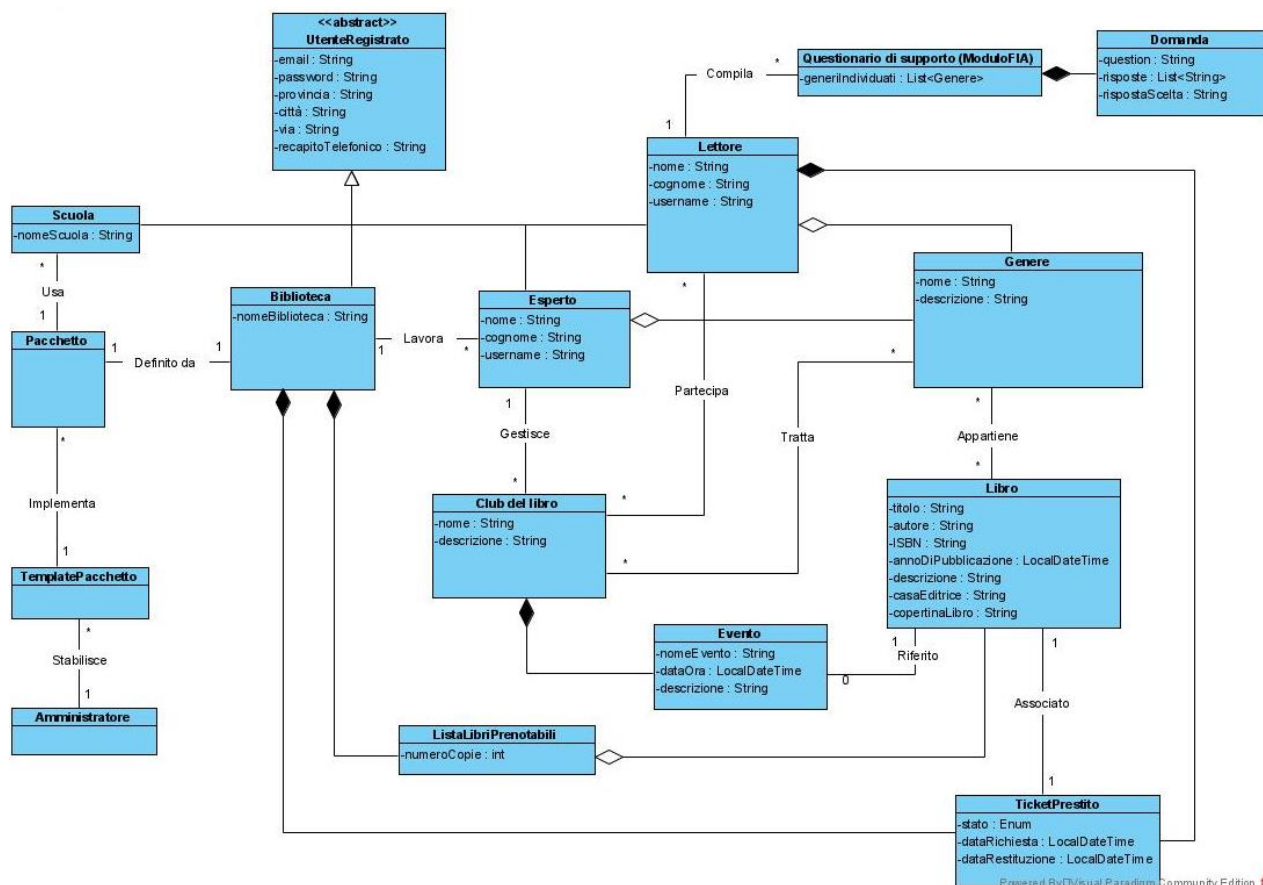 <<abstract>>
UtenteRegistrato
-email : String
-password : String
-provincia : String
-città : String
-via : String
-recapitoTelefonico : String
Compila
*
1
Questionario di supporto (ModuloFIA)
-generiIndividuati : List<Genere>
Domanda
-question : String
-risposte : List<String>
-rispostaScelta : String
Lettore
-nome : String
-cognome : String
-username : String
Scuola
-nomeScuola : String
*
Usa
1
Pacchetto
1
Definito da
1
Biblioteca
-nomeBiblioteca : String
1
Lavora
*
Esperto
-nome : String
-cognome : String
-username : String
Genere
-nome : String
-descrizione : String
*
Partecipa
*
1
Gestisce
*
*
Tratta
*
*
Appartiene
*
Club del libro
-nome : String
-descrizione : String
Libro
-titolo : String
-autore : String
-ISBN : String
-annoDiPubblicazione : LocalDateTime
-descrizione : String
-casaEditrice : String
-copertinaLibro : String
*
Implementa
1
TemplatePacchetto
*
Stabilisce
1
Amministratore
Evento
-nomeEvento : String
-dataOra : LocalDateTime
-descrizione : String
1
Riferito
0
1
Associato
1
ListaLibriPrenotabili
-numeroCopie : int
TicketPrestito
-stato : Enum
-dataRichiesta : LocalDateTime
-dataRestituzione : LocalDateTime
Powered By Visual Paradigm Community Edition